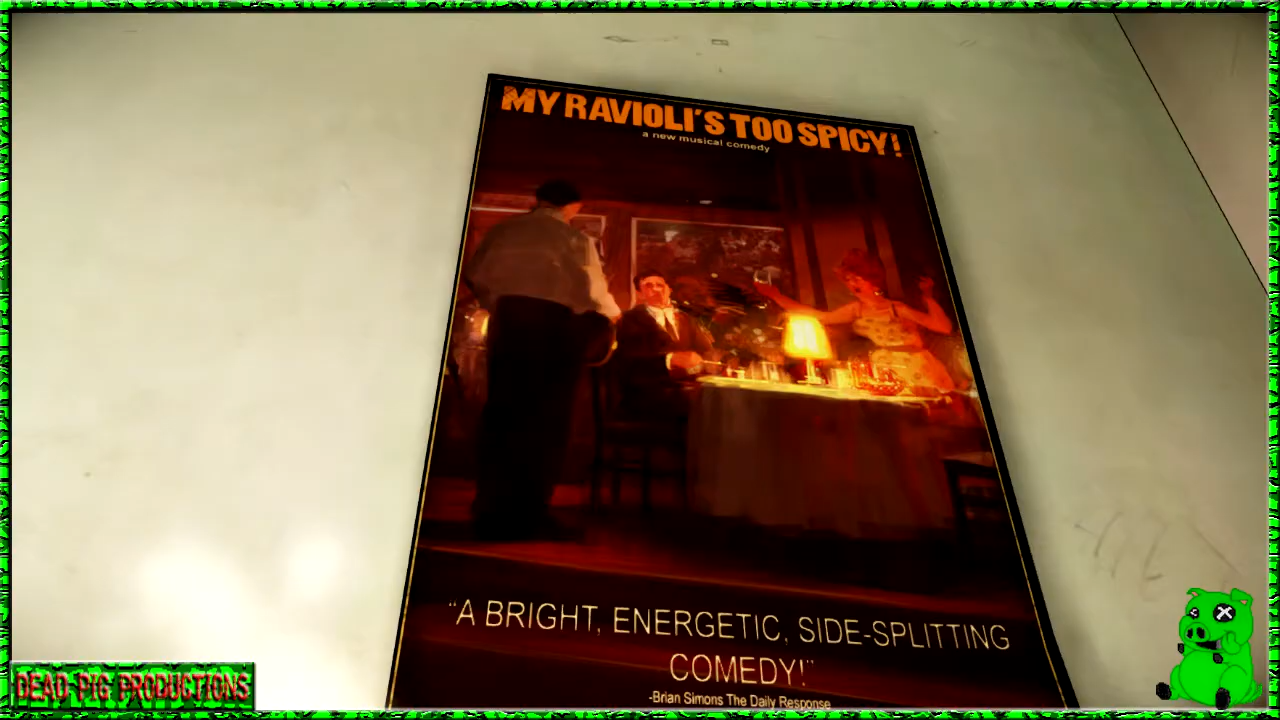 MY RAVIOLI'S TOO SPICY!
a new musical comedy
"A BRIGHT, ENERGETIC, SIDE-SPLITTING
COMEDY!"
-Brian Simons The Daily Response
DEAD PIG PRODUCTIONS